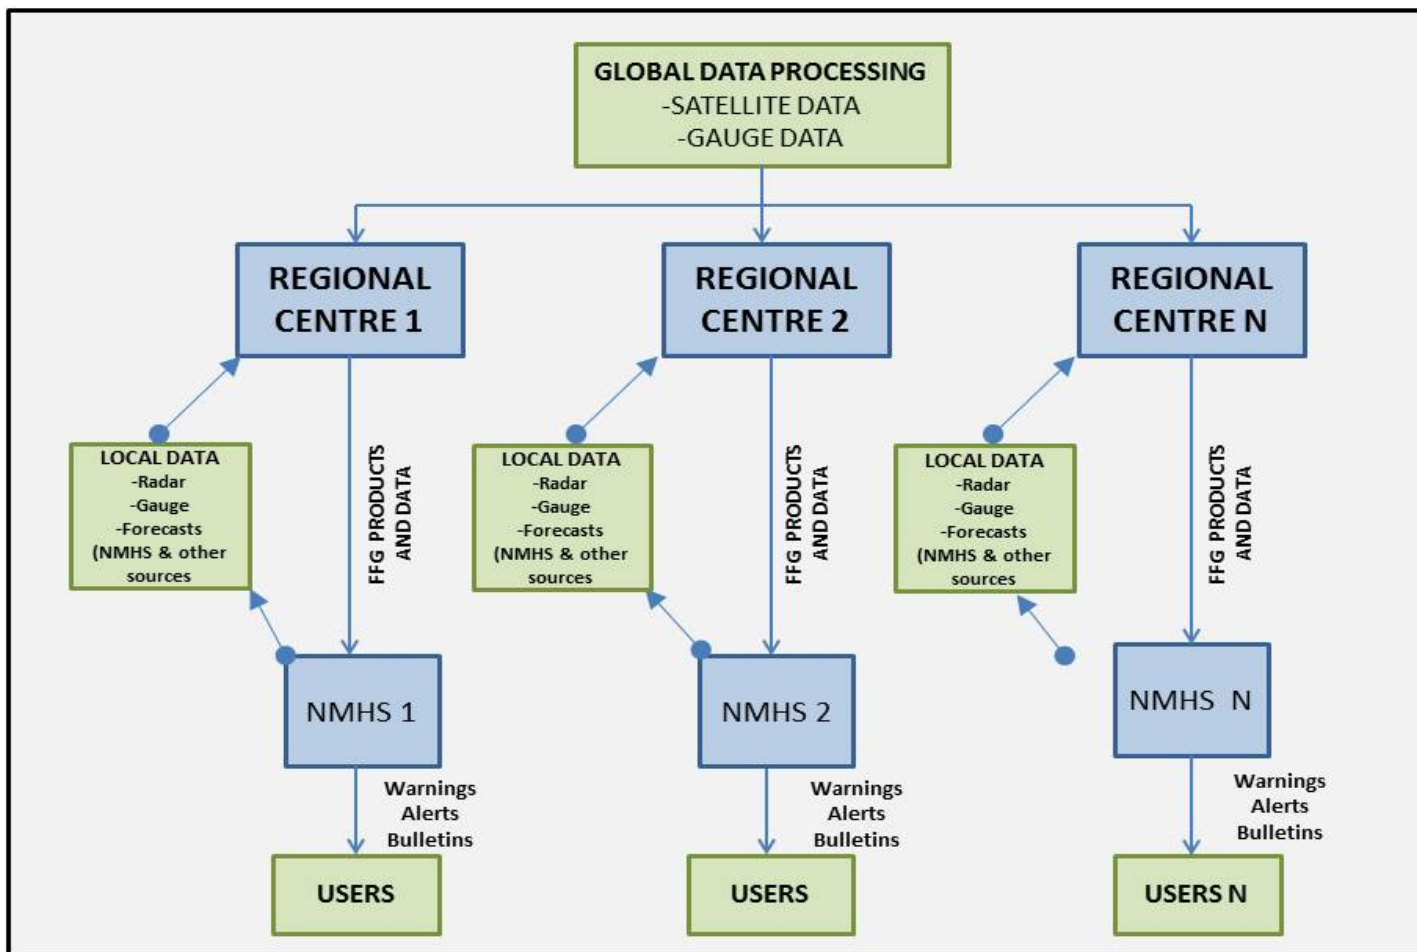 GLOBAL DATA PROCESSING
-SATELLITE DATA
-GAUGE DATA
REGIONAL
CENTRE 1
REGIONAL
CENTRE 2
REGIONAL
CENTRE N
LOCAL DATA
-Radar
-Gauge
-Forecasts
(NMHS & other
sources
FFG PRODUCTS
AND DATA
LOCAL DATA
-Radar
-Gauge
-Forecasts
(NMHS & other
sources
FFG PRODUCTS
AND DATA
LOCAL DATA
-Radar
-Gauge
-Forecasts
(NMHS & other
sources
FFG PRODUCTS
AND DATA
NMHS 1
NMHS 2
NMHS N
Warnings
Alerts
Bulletins
Warnings
Alerts
Bulletins
Warnings
Alerts
Bulletins
USERS
USERS
USERS N